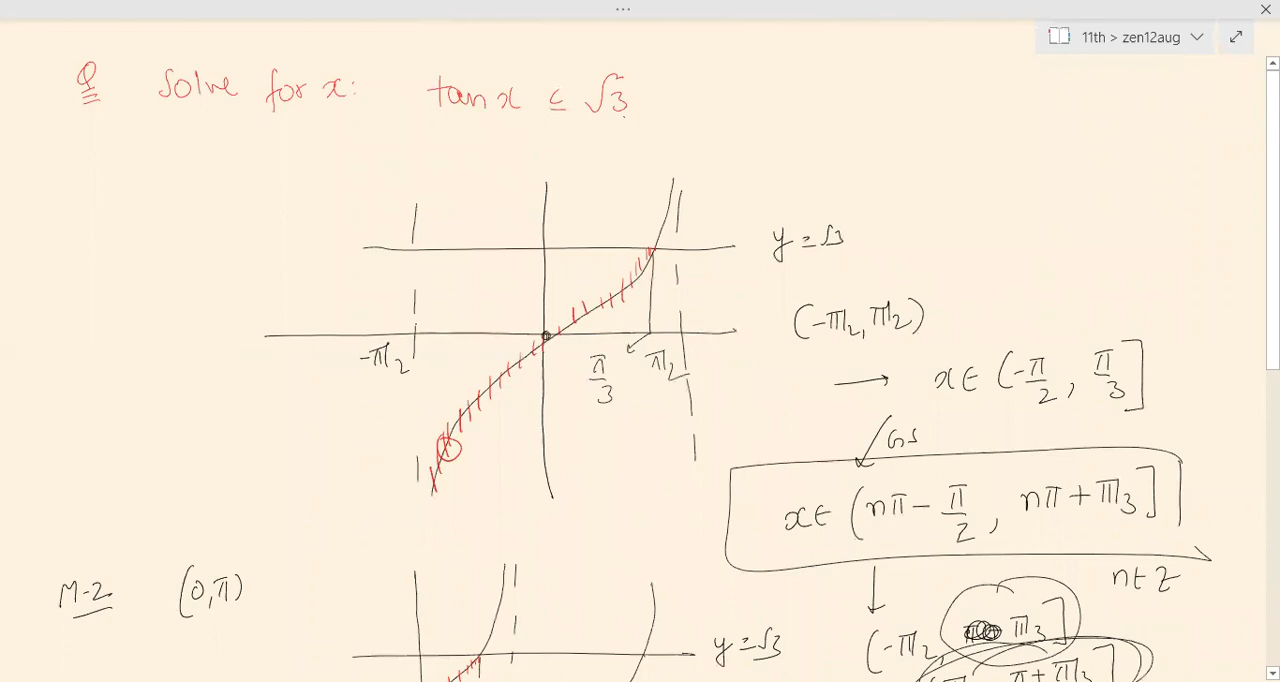 11th > zen12aug
Q Solve for x: tan x ≤ √3
y = √3
(-π/2, π/2)
-π/2
π/3
π/2
→ x ∈ (-π/2, π/3]
GS
x ∈ (nπ - π/2, nπ + π/3]
n ∈ Z
M-2 (0, π)
(-π/2, π/3]
y = √3
π + π/3]